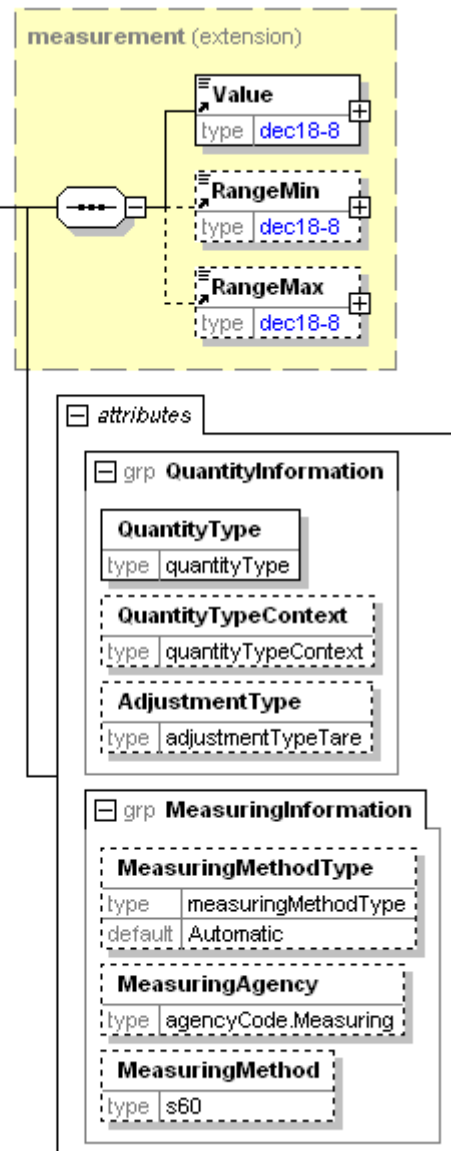 measurement (extension)
Value
type dec18-8
RangeMin
type dec18-8
RangeMax
type dec18-8
attributes
grp QuantityInformation
QuantityType
type quantityType
QuantityTypeContext
type quantityTypeContext
AdjustmentType
type adjustmentTypeTare
grp MeasuringInformation
MeasuringMethodType
type measuringMethodType
default Automatic
MeasuringAgency
type agencyCode.Measuring
MeasuringMethod
type s60